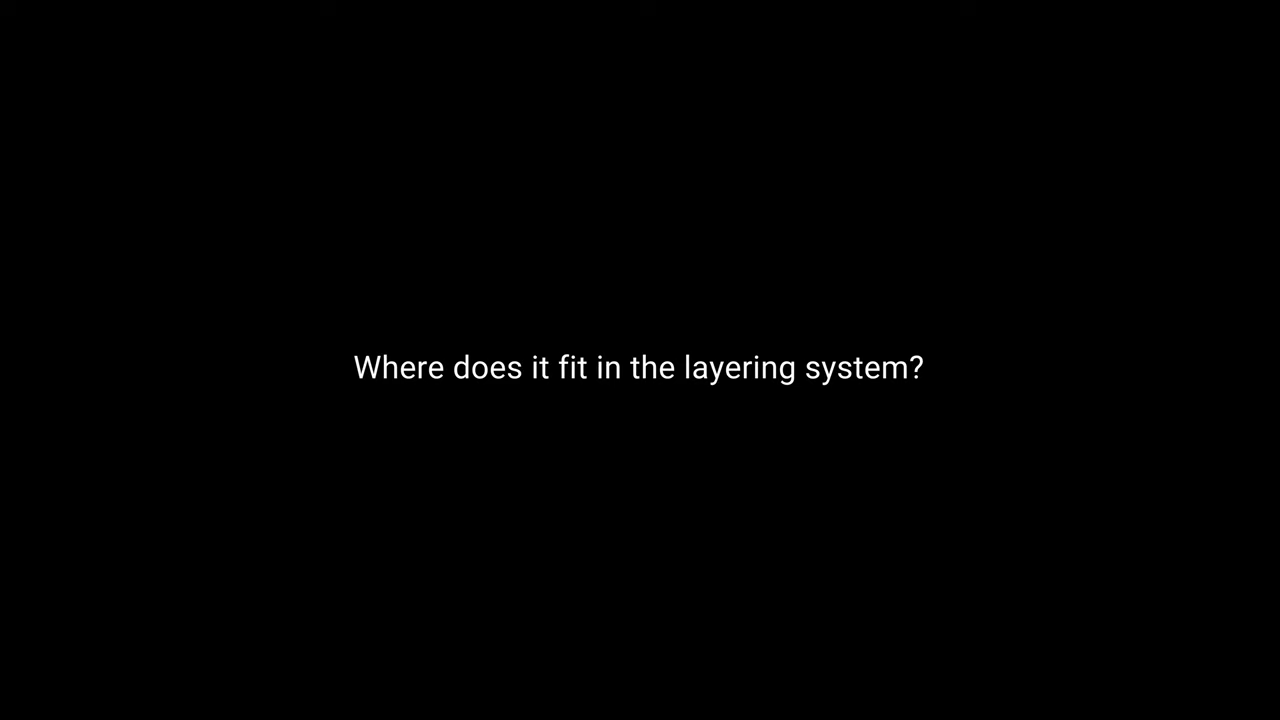 Where does it fit in the layering system?